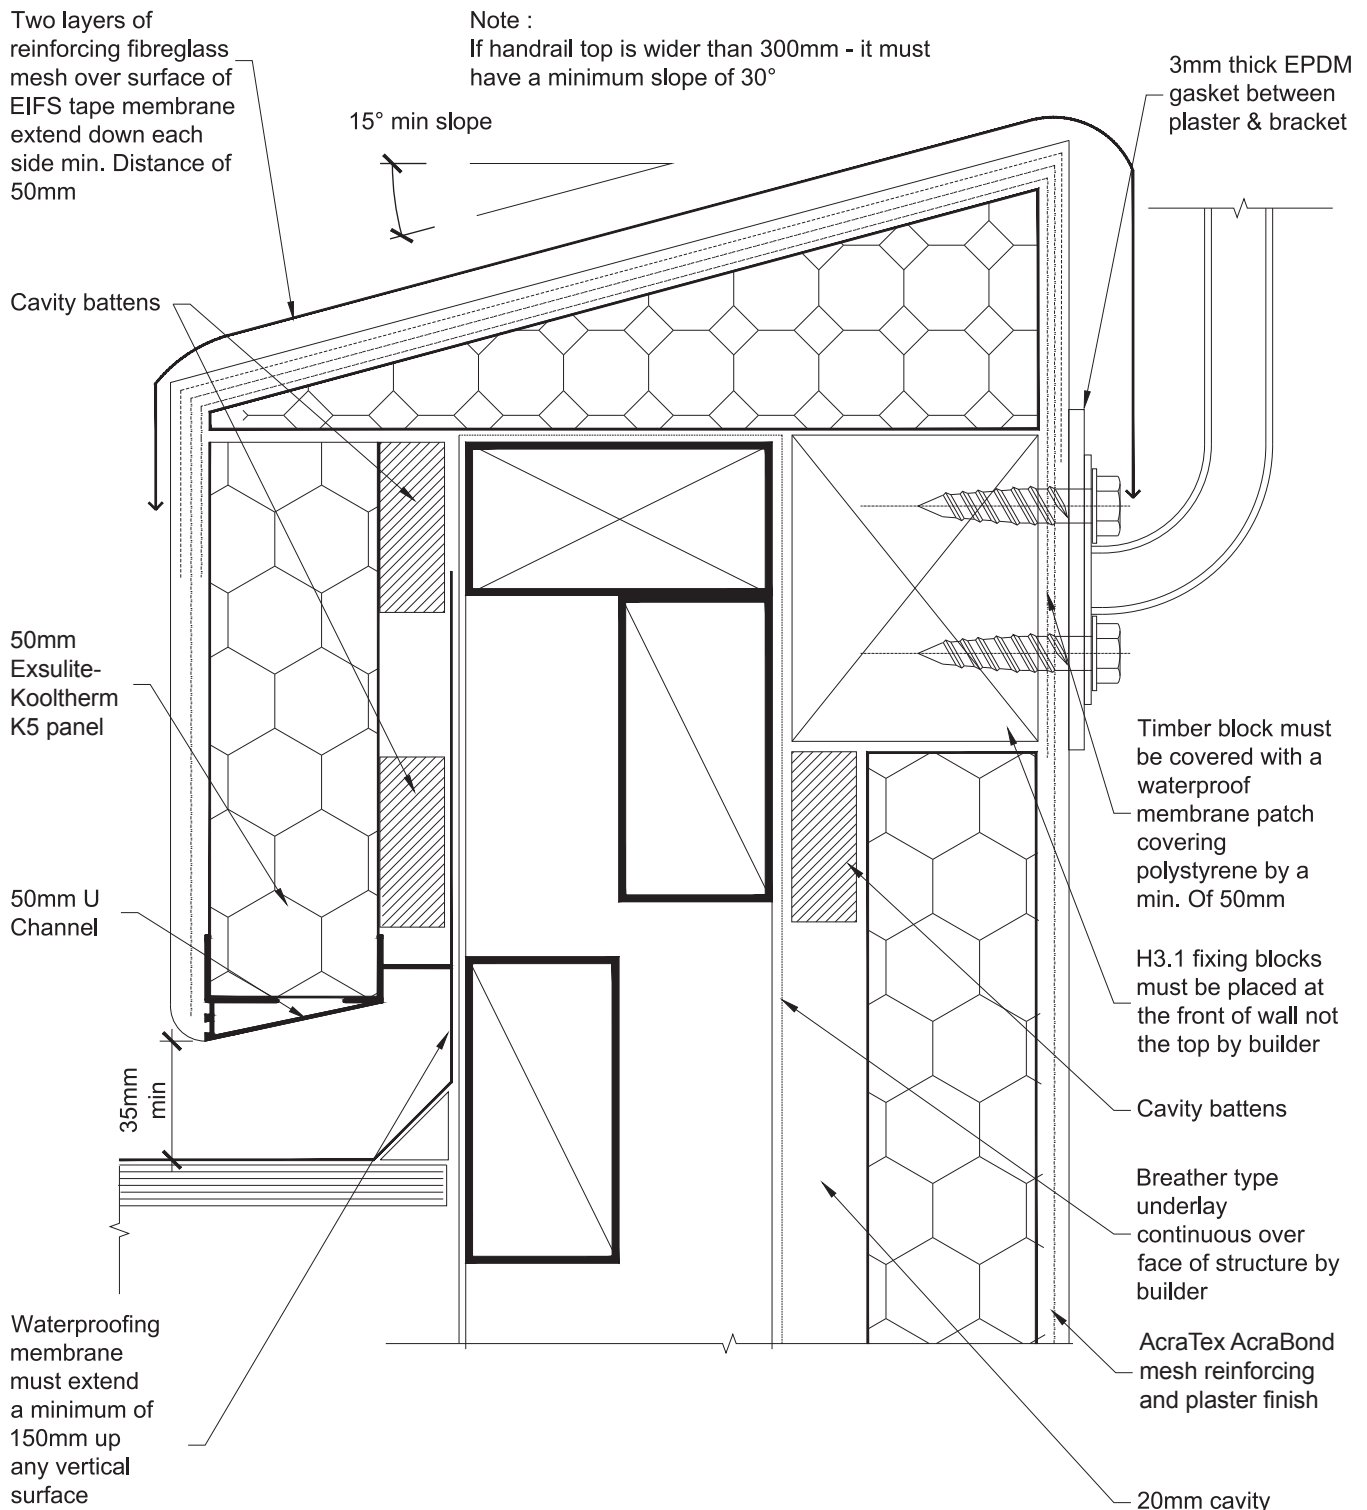 Two layers of
reinforcing fibreglass
mesh over surface of
EIFS tape membrane
extend down each
side min. Distance of
50mm
Note :
If handrail top is wider than 300mm - it must
have a minimum slope of 30°
15° min slope
3mm thick EPDM
gasket between
plaster & bracket
Cavity battens
50mm
Exsulite-
Kooltherm
K5 panel
50mm U
Channel
35mm
min
Waterproofing
membrane
must extend
a minimum of
150mm up
any vertical
surface
Timber block must
be covered with a
waterproof
membrane patch
covering
polystyrene by a
min. Of 50mm
H3.1 fixing blocks
must be placed at
the front of wall not
the top by builder
Cavity battens
Breather type
underlay
continuous over
face of structure by
builder
AcraTex AcraBond
mesh reinforcing
and plaster finish
20mm cavity